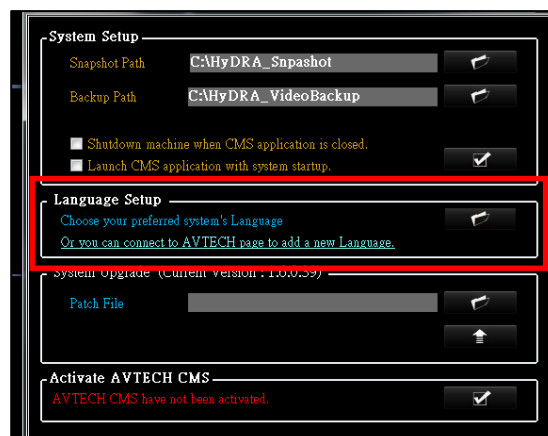 System Setup
Snapshot Path C:\HyDRA_Snpashot
Backup Path C:\HyDRA_VideoBackup
Shutdown machine when CMS application is closed.
Launch CMS application with system startup.
Language Setup
Choose your preferred system's Language
Or you can connect to AVTECH page to add a new Language.
System Upgrade (Current Version : 1.0.0.39)
Patch File
Activate AVTECH CMS
AVTECH CMS have not been activated.